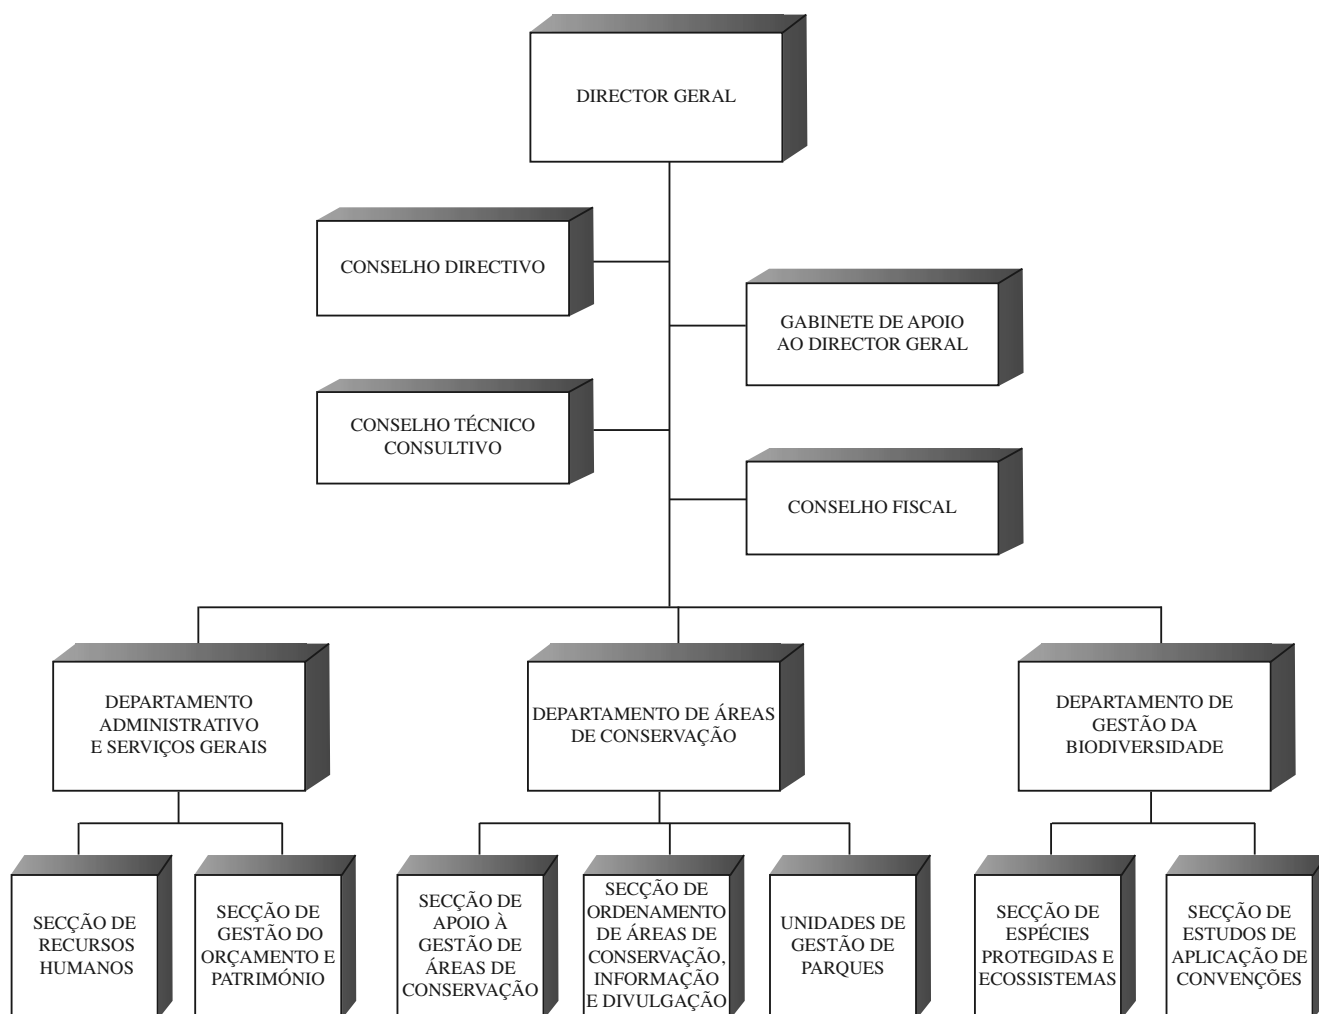 DIRECTOR GERAL
CONSELHO DIRECTIVO
GABINETE DE APOIO
AO DIRECTOR GERAL
CONSELHO TÉCNICO
CONSULTIVO
CONSELHO FISCAL
DEPARTAMENTO
ADMINISTRATIVO
E SERVIÇOS GERAIS
DEPARTAMENTO DE ÁREAS
DE CONSERVAÇÃO
DEPARTAMENTO DE
GESTÃO DA
BIODIVERSIDADE
SECÇÃO DE
RECURSOS
HUMANOS
SECÇÃO DE
GESTÃO DO
ORÇAMENTO E
PATRIMÓNIO
SECÇÃO DE
APOIO À
GESTÃO DE
ÁREAS DE
CONSERVAÇÃO
SECÇÃO DE
ORDENAMENTO
DE ÁREAS DE
CONSERVAÇÃO,
INFORMAÇÃO
E DIVULGAÇÃO
UNIDADES DE
GESTÃO DE
PARQUES
SECÇÃO DE
ESPÉCIES
PROTEGIDAS E
ECOSSISTEMAS
SECÇÃO DE
ESTUDOS DE
APLICAÇÃO DE
CONVENÇÕES